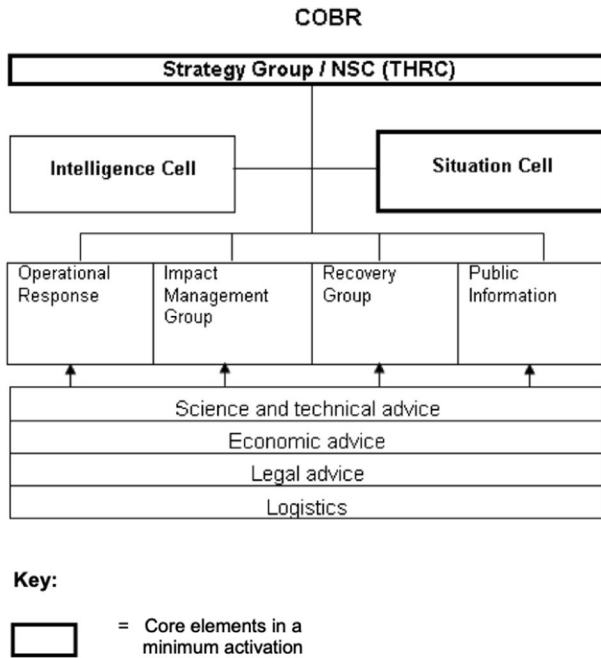 COBR
Strategy Group / NSC (THRC)
Intelligence Cell
Situation Cell
Operational
Response
Impact
Management
Group
Recovery
Group
Public
Information
Science and technical advice
Economic advice
Legal advice
Logistics
Key:
= Core elements in a
minimum activation